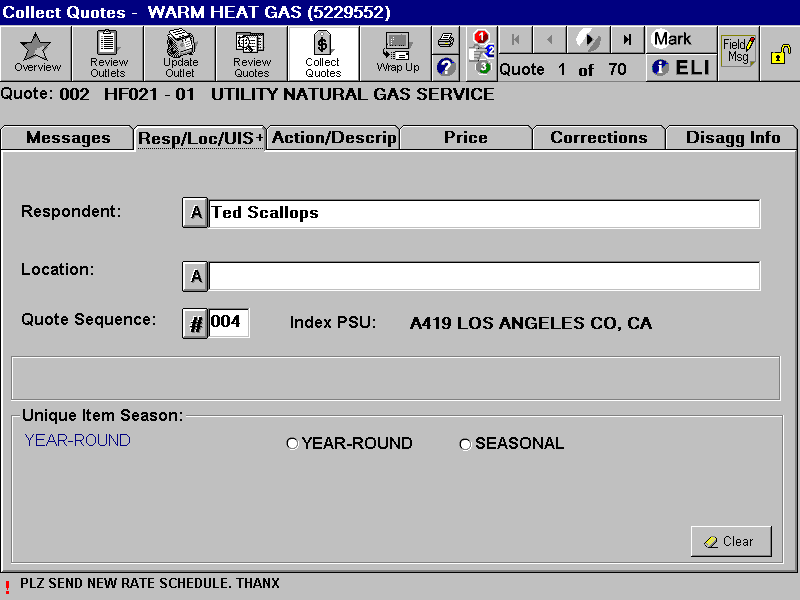 Collect Quotes - WARM HEAT GAS (5229552)
Overview
Review Outlets
Update Outlet
Review Quotes
$
Collect Quotes
Wrap Up
?
1
2
3
Mark
Field Msg
Quote 1 of 70
i ELI
Quote: 002 HF021 - 01 UTILITY NATURAL GAS SERVICE
Messages
Resp/Loc/UIS+
Action/Descrip
Price
Corrections
Disagg Info
Respondent: A Ted Scallops
Location: A
Quote Sequence: # 004 Index PSU: A419 LOS ANGELES CO, CA
Unique Item Season:
YEAR-ROUND YEAR-ROUND SEASONAL
Clear
! PLZ SEND NEW RATE SCHEDULE. THANX